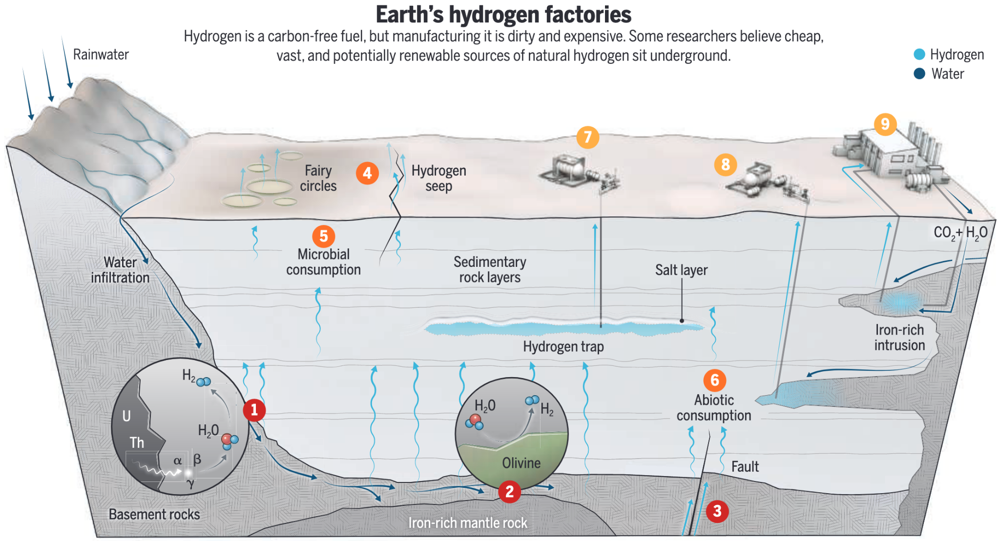 Earth’s hydrogen factories
Hydrogen is a carbon-free fuel, but manufacturing it is dirty and expensive. Some researchers believe cheap,
vast, and potentially renewable sources of natural hydrogen sit underground.
Rainwater
Hydrogen
Water
9
7
8
4
Fairy
circles
Hydrogen
seep
5
Microbial
consumption
CO₂+ H₂O
Water
infiltration
Sedimentary
rock layers
Salt layer
Iron-rich
intrusion
Hydrogen trap
H₂
1
U
H₂O
Th
α
β
γ
6
Abiotic
consumption
H₂O
H₂
Olivine
Fault
2
3
Basement rocks
Iron-rich mantle rock